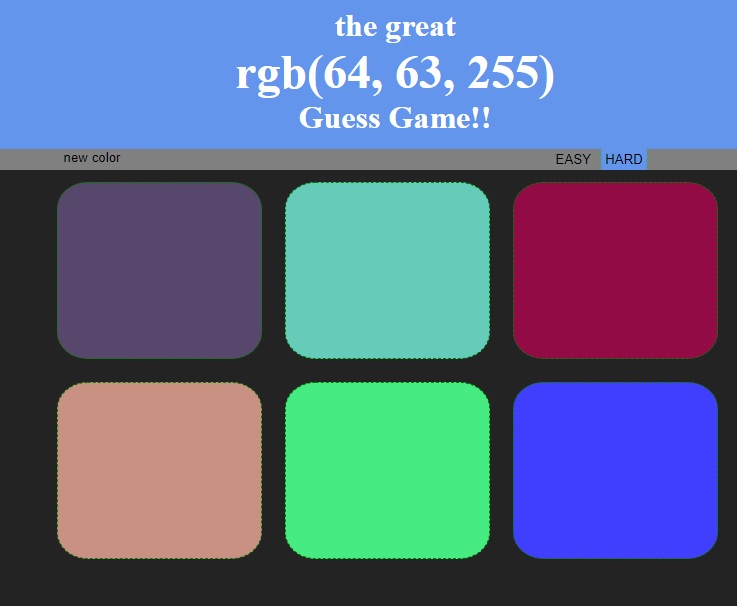 the great
rgb(64, 63, 255)
Guess Game!!
new color
EASY HARD